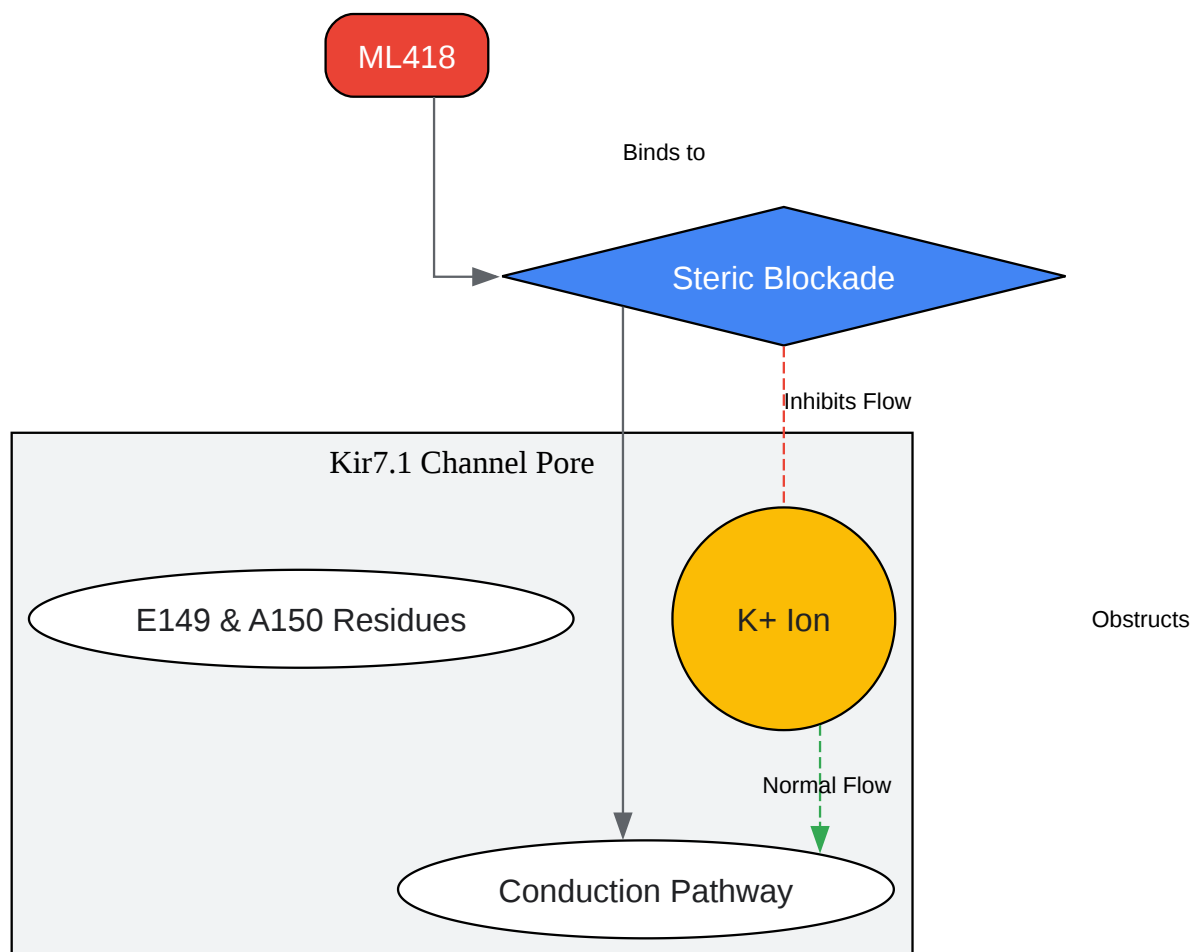 ML418
Binds to
Steric Blockade
Inhibits Flow
Kir7.1 Channel Pore
E149 & A150 Residues
K+ Ion
Obstructs
Normal Flow
Conduction Pathway